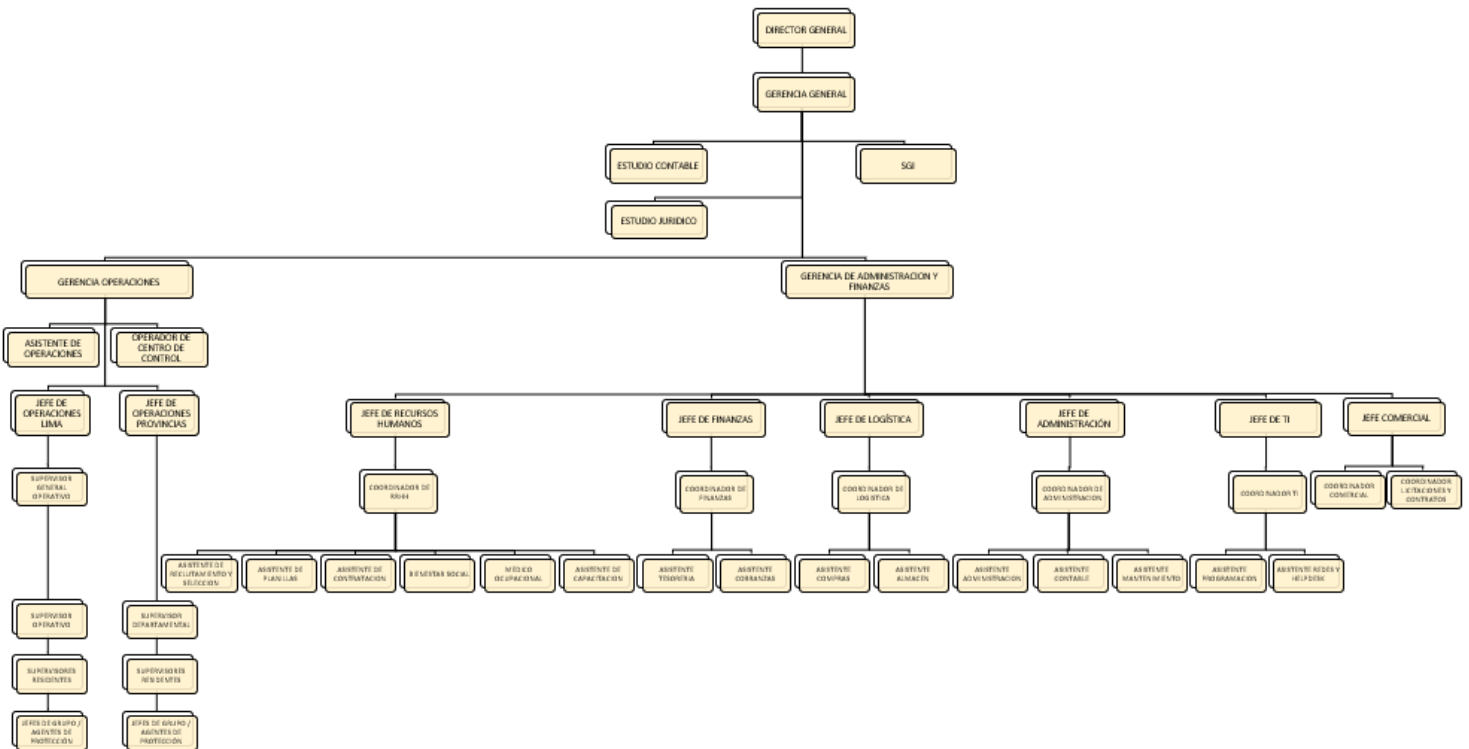 DIRECTOR GENERAL
GERENCIA GENERAL
ESTUDIO CONTABLE
SGI
ESTUDIO JURIDICO
GERENCIA OPERACIONES
GERENCIA DE ADMINISTRACION Y
FINANZAS
ASISTENTE DE
OPERACIONES
OPERADOR DE
CENTRO DE
CONTROL
JEFE DE
OPERACIONES
LIMA
JEFE DE
OPERACIONES
PROVINCIAS
JEFE DE RECURSOS
HUMANOS
JEFE DE FINANZAS
JEFE DE LOGÍSTICA
JEFE DE
ADMINISTRACIÓN
JEFE DE TI
JEFE COMERCIAL
SUPERVISOR
GENERAL
OPERATIVO
COORDINADOR DE
RRHH
COORDINADOR DE
FINANZAS
COORDINADOR DE
LOGISTICA
COORDINADOR DE
ADMINISTRACION
COORDINADOR TI
COORDINADOR
COMERCIAL
COORDINADOR
LICITACIONES Y
CONTRATOS
ASISTENTE DE
RECLUTAMIENTO Y
SELECCION
ASISTENTE DE
PLANILLAS
ASISTENTE DE
CONTRATACION
BIENESTAR SOCIAL
MEDICO
OCUPACIONAL
ASISTENTE DE
CAPACITACION
ASISTENTE
TESORERIA
ASISTENTE
COBRANZAS
ASISTENTE
COMPRAS
ASISTENTE
ALMACEN
ASISTENTE
ADMINISTRACION
ASISTENTE
CONTABLE
ASISTENTE
MANTENIMIENTO
ASISTENTE
PROGRAMACION
ASISTENTE REDES Y
HELPDESK
SUPERVISOR
OPERATIVO
SUPERVISOR
DEPARTAMENTAL
SUPERVISORES
RESIDENTES
SUPERVISORES
RESIDENTES
JEFES DE GRUPO /
AGENTES DE
PROTECCIÓN
JEFES DE GRUPO /
AGENTES DE
PROTECCIÓN